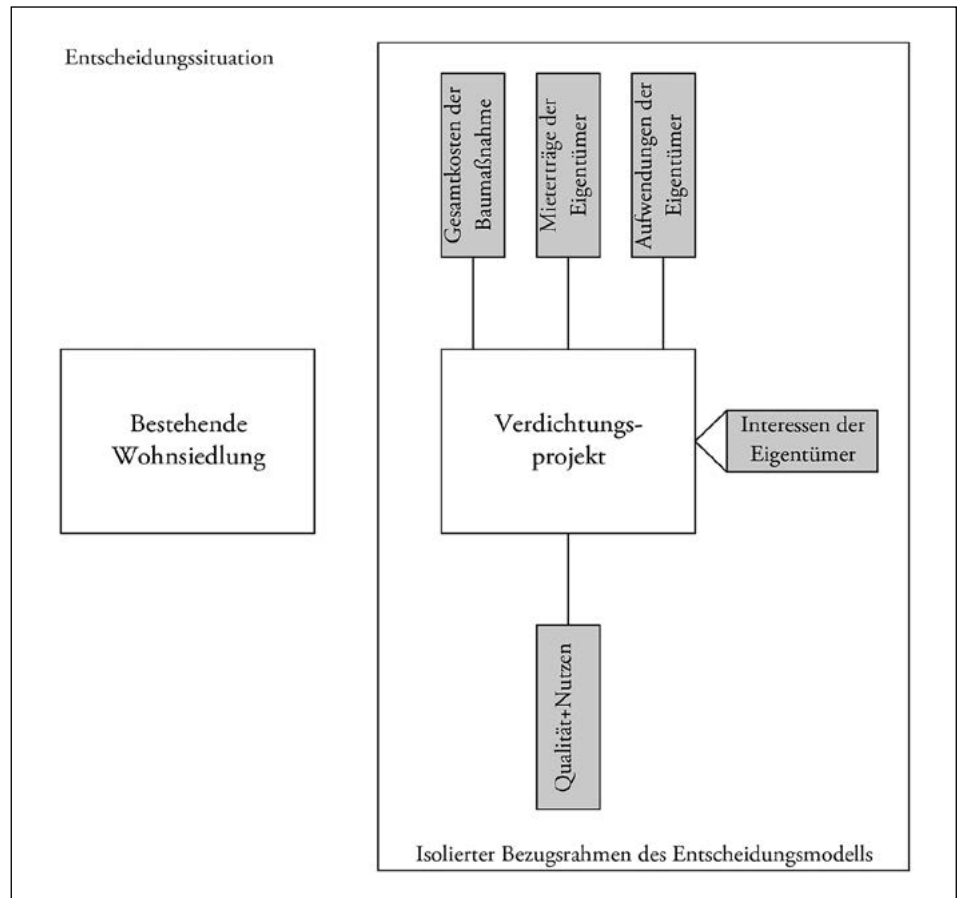 Entscheidungssituation
Gesamtkosten der
Baumaßnahme
Mieterträge der
Eigentümer
Aufwendungen der
Eigentümer
Bestehende
Wohnsiedlung
Verdichtungs-
projekt
Interessen der
Eigentümer
Qualität+Nutzen
Isolierter Bezugsrahmen des Entscheidungsmodells